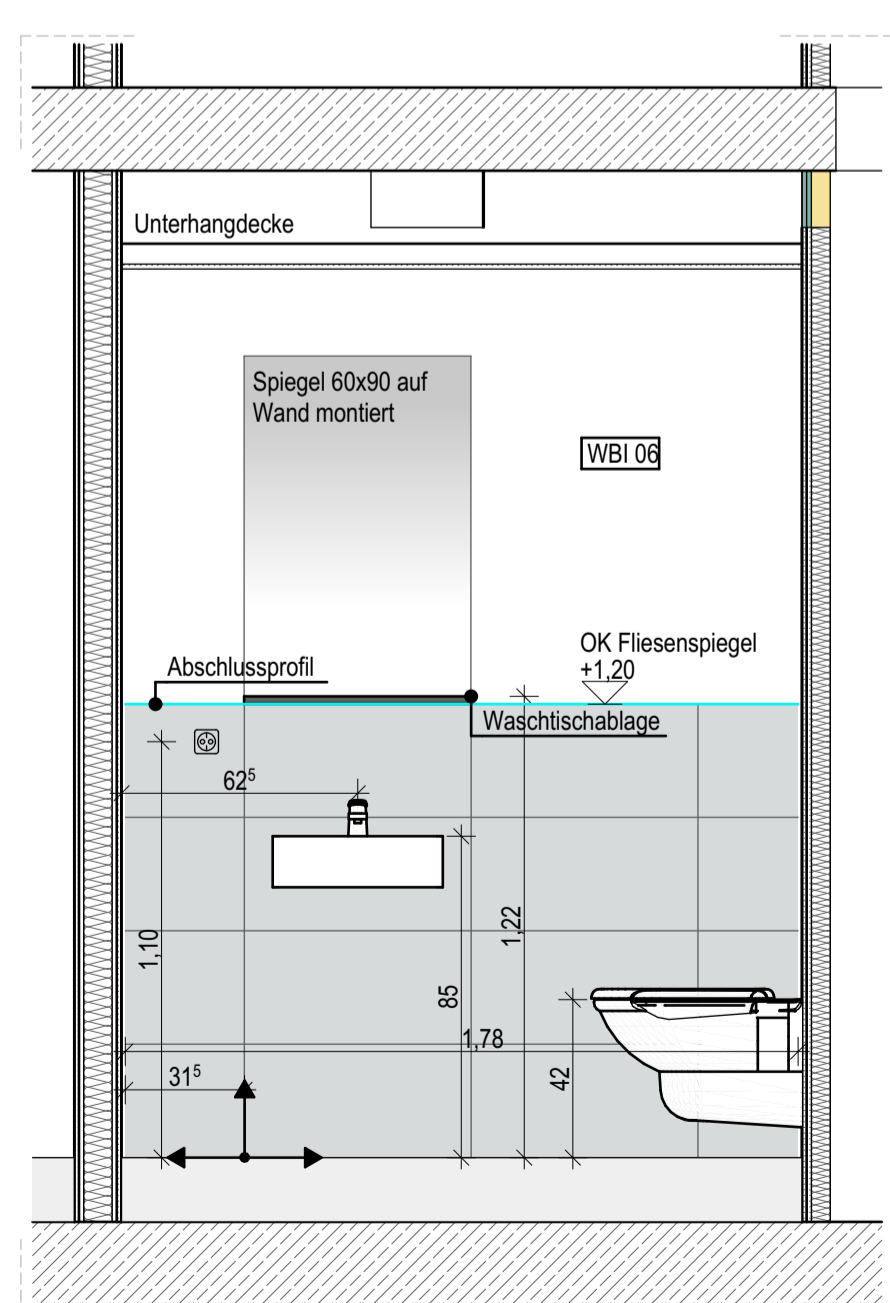 Unterhangdecke
Spiegel 60x90 auf
Wand montiert
WBI 06
OK Fliesenspiegel
+1,20
Abschlussprofil
Waschtischablage
62⁵
1,10
1,22
85
1,78
42
31⁵